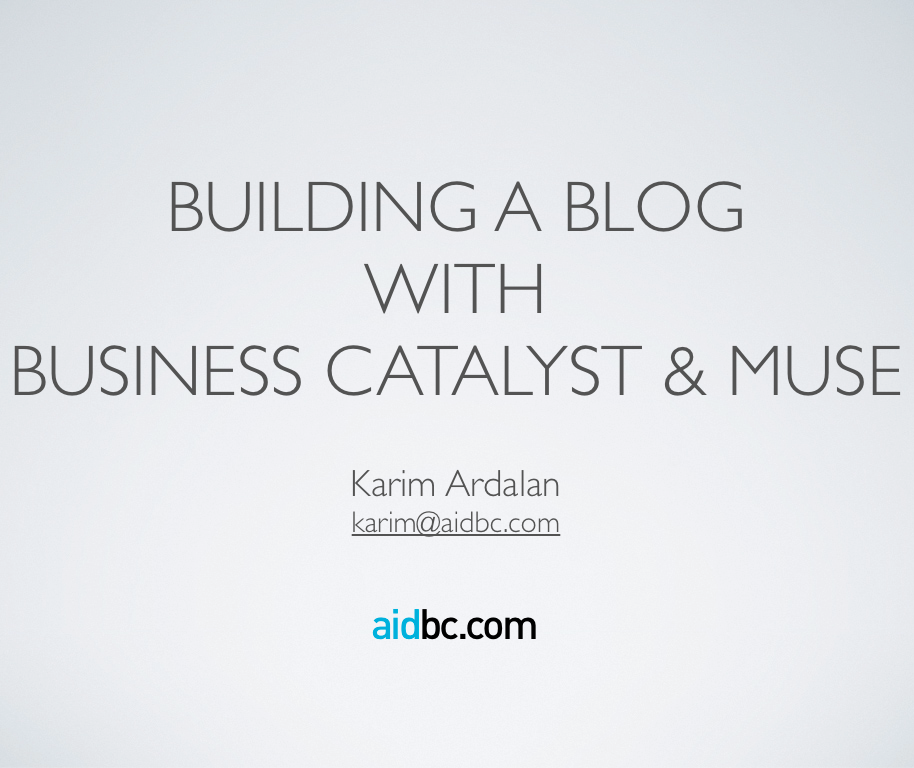 BUILDING A BLOG
WITH
BUSINESS CATALYST & MUSE
Karim Ardalan
karim@aidbc.com
aidbc.com